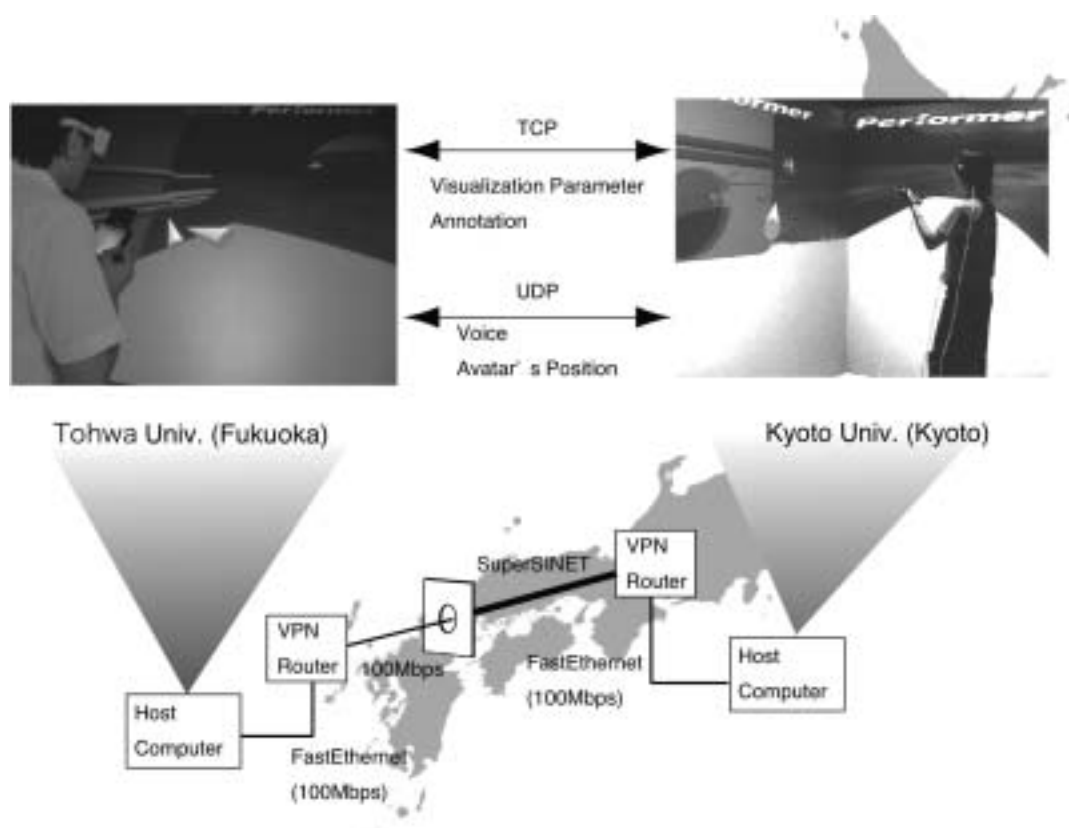 Performer
former
Performer
TCP
Visualization Parameter
Annotation
UDP
Voice
Avatar's Position
Tohwa Univ. (Fukuoka)
Kyoto Univ. (Kyoto)
VPN
Router
SuperSINET
VPN
Router
100Mbps
FastEthernet
(100Mbps)
Host
Computer
Host
Computer
FastEthernet
(100Mbps)